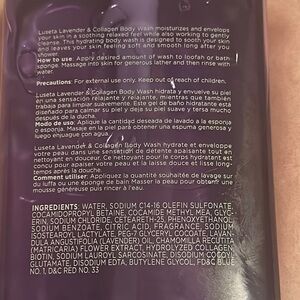 Luseta Lavender & Collagen Body Wash moisturizes and envelops
your skin in a soothing relaxed feeling while also working to gently
cleanse. This hydrating body wash is designed to sooth your skin
and leaves your skin feeling soft and smooth long after you
shower.
How to use: Apply desired amount of wash to loofah or bath
sponge. Massage into skin for generous lather and then rinse with
water.
Precautions: For external use only. Keep out of reach of children.
Luseta Lavender & Collagen Body Wash hidrata y envuelve su piel
en una sensación relajante y relajante, mientras que también
trabaja para limpiar suavemente. Este gel de baño hidratante está
diseñado para calmar su piel y deja su piel suave y tersa mucho
después de la ducha.
Modo de uso: Aplique la cantidad deseada de lavado a la esponja
o esponja. Masaje en la piel para obtener una espuma generosa y
luego enjuague con agua.
Luseta Lavender & Collagen Body Wash hydrate et enveloppe
votre peau dans une sensation de détente apaisante tout en
nettoyant en douceur. Ce nettoyant pour le corps hydratant est
conçu pour apaiser votre peau et la laisse douce et lisse long-
temps après la douche.
Comment utiliser: Appliquez la quantité souhaitée de lavage sur
du luffa ou une éponge de bain Masser la peau pour obtenir une
mousse généreuse puis rincer à l'eau.
INGREDIENTS: WATER, SODIUM C14-16 OLEFIN SULFONATE,
COCAMIDOPROPYL BETAINE, COCAMIDE METHYL MEA, GLYC-
ERIN, SODIUM CHLORIDE, CETEARETH-25, PHENOXYETHANOL,
SODIUM BENZOATE, CITRIC ACID, FRAGRANCE, SODIUM
ISOSTEAROYL LACTYLATE, PEG-7 GLYCERYL COCOATE, LAVAN-
DULA ANGUSTIFOLIA (LAVENDER) OIL, CHAMOMILLA RECUTITA
(MATRICARIA) FLOWER EXTRACT, HYDROLYZED COLLAGEN,
BIOTIN, SODIUM LAUROYL SARCOSINATE, DISODIUM COCOYL
GLUTAMATE, DISODIUM EDTA, BUTYLENE GLYCOL, FD&C BLUE
NO. 1, D&C RED NO. 33